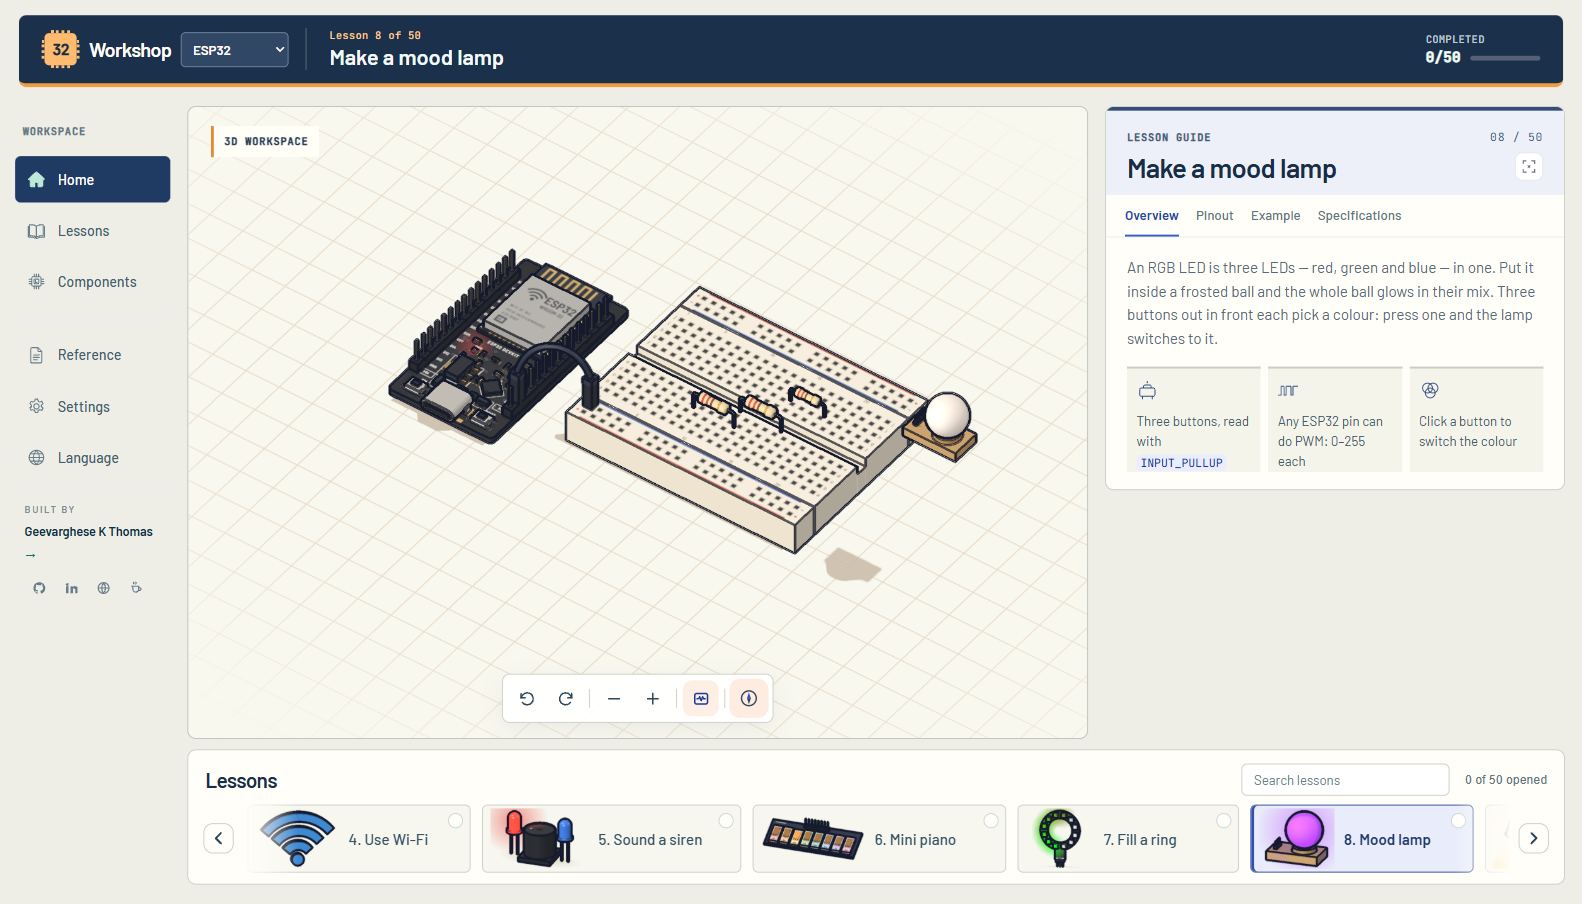 32
Workshop
ESP32
Lesson 8 of 50
Make a mood lamp
COMPLETED
0/50
WORKSPACE
Home
Lessons
Components
Reference
Settings
Language
BUILT BY
Geevarghese K Thomas
→
3D WORKSPACE
ESP32
LESSON GUIDE
08 / 50
Make a mood lamp
Overview
Pinout
Example
Specifications
An RGB LED is three LEDs — red, green and blue — in one. Put it
inside a frosted ball and the whole ball glows in their mix. Three
buttons out in front each pick a colour: press one and the lamp
switches to it.
Three buttons, read
with
INPUT_PULLUP
Any ESP32 pin can
do PWM: 0–255
each
Click a button to
switch the colour
Lessons
Search lessons
0 of 50 opened
4. Use Wi-Fi
5. Sound a siren
6. Mini piano
7. Fill a ring
8. Mood lamp